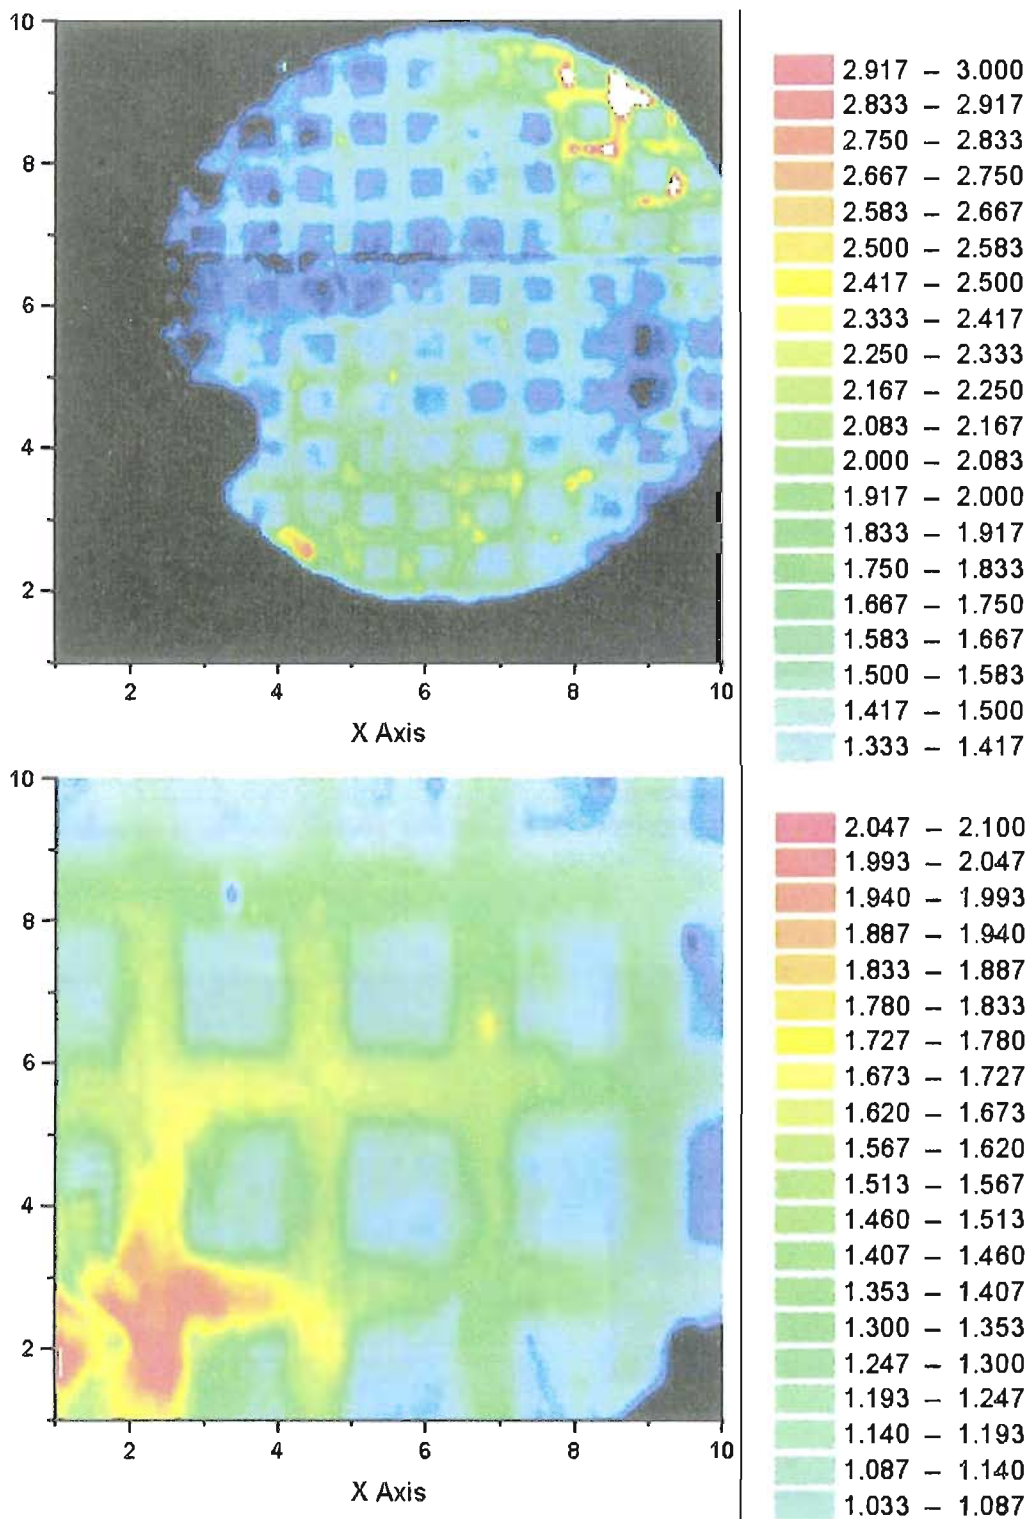 10
8
6
4
2
2 4 6 8 10
X Axis
2.917 – 3.000
2.833 – 2.917
2.750 – 2.833
2.667 – 2.750
2.583 – 2.667
2.500 – 2.583
2.417 – 2.500
2.333 – 2.417
2.250 – 2.333
2.167 – 2.250
2.083 – 2.167
2.000 – 2.083
1.917 – 2.000
1.833 – 1.917
1.750 – 1.833
1.667 – 1.750
1.583 – 1.667
1.500 – 1.583
1.417 – 1.500
1.333 – 1.417
10
8
6
4
2
2 4 6 8 10
X Axis
2.047 – 2.100
1.993 – 2.047
1.940 – 1.993
1.887 – 1.940
1.833 – 1.887
1.780 – 1.833
1.727 – 1.780
1.673 – 1.727
1.620 – 1.673
1.567 – 1.620
1.513 – 1.567
1.460 – 1.513
1.407 – 1.460
1.353 – 1.407
1.300 – 1.353
1.247 – 1.300
1.193 – 1.247
1.140 – 1.193
1.087 – 1.140
1.033 – 1.087